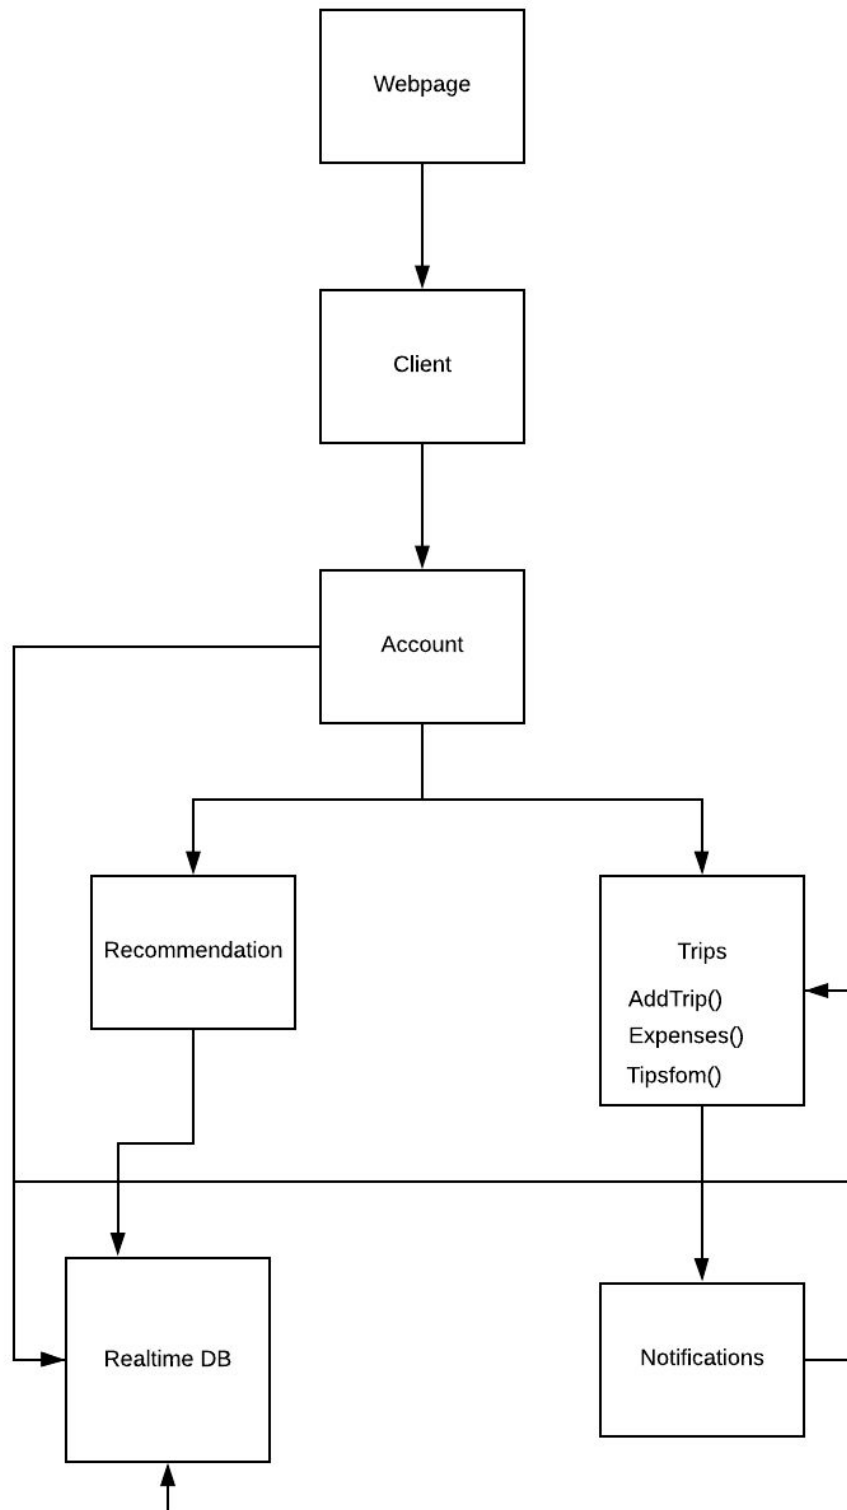 Webpage
Client
Account
Recommendation
Trips
AddTrip()
Expenses()
Tipsfom()
Realtime DB
Notifications